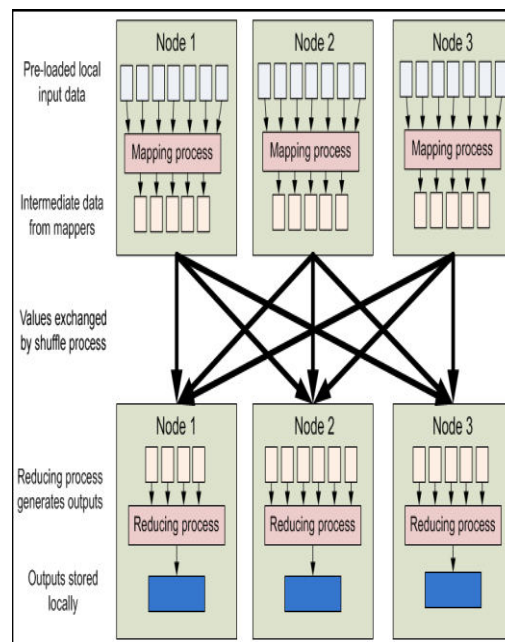 Node 1
Node 2
Node 3
Pre-loaded local
input data
Mapping process
Mapping process
Mapping process
Intermediate data
from mappers
Values exchanged
by shuffle process
Node 1
Node 2
Node 3
Reducing process
generates outputs
Reducing process
Reducing process
Reducing process
Outputs stored
locally